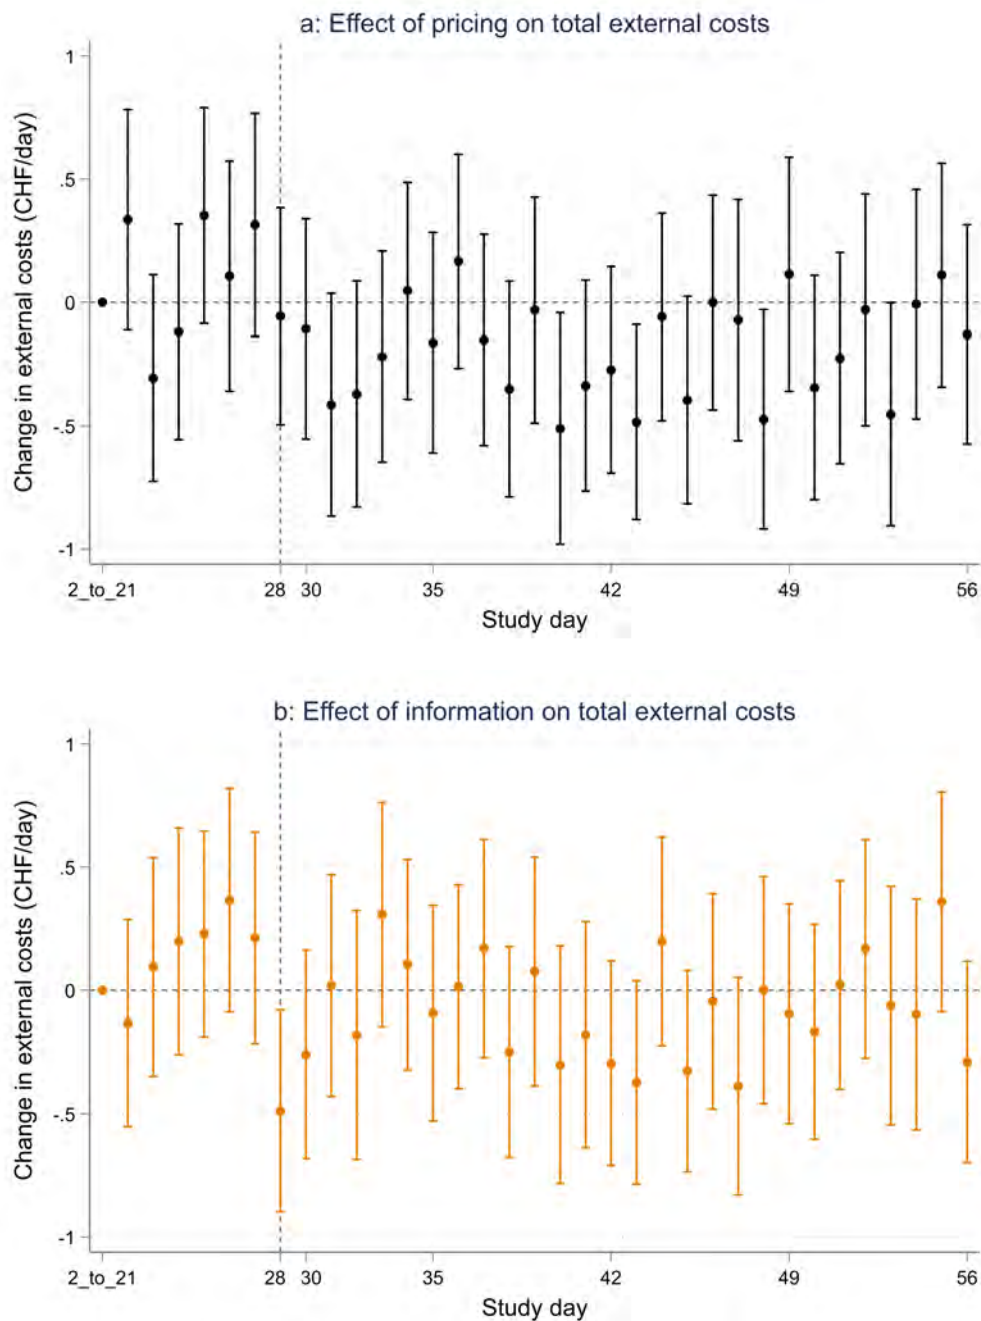 a: Effect of pricing on total external costs
Change in external costs (CHF/day)
1
.5
0
-.5
-1
2_to_21 28 30 35 42 49 56
Study day
b: Effect of information on total external costs
Change in external costs (CHF/day)
1
.5
0
-.5
-1
2_to_21 28 30 35 42 49 56
Study day